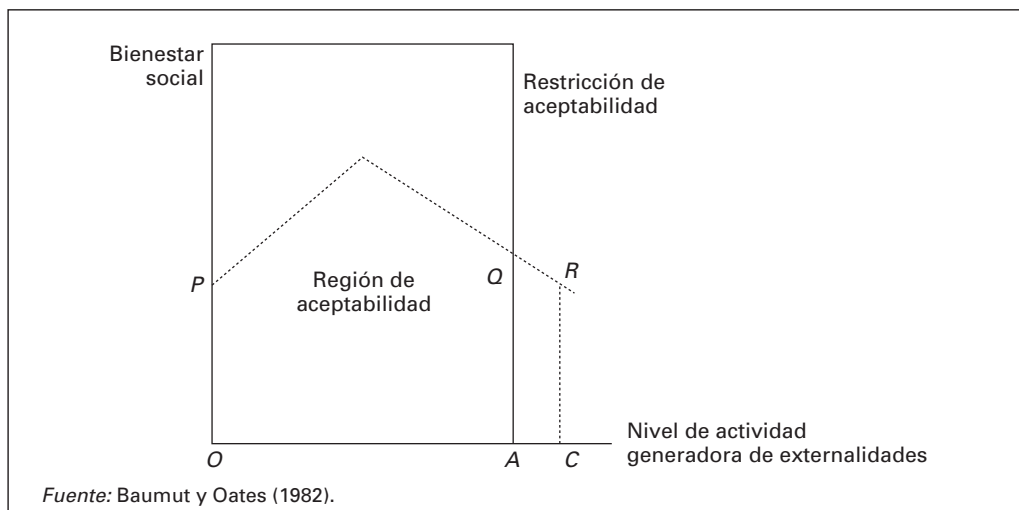 Bienestar
social
Restricción de
aceptabilidad
P
Región de
aceptabilidad
Q
R
O
A
C
Nivel de actividad
generadora de externalidades
Fuente: Baumut y Oates (1982).